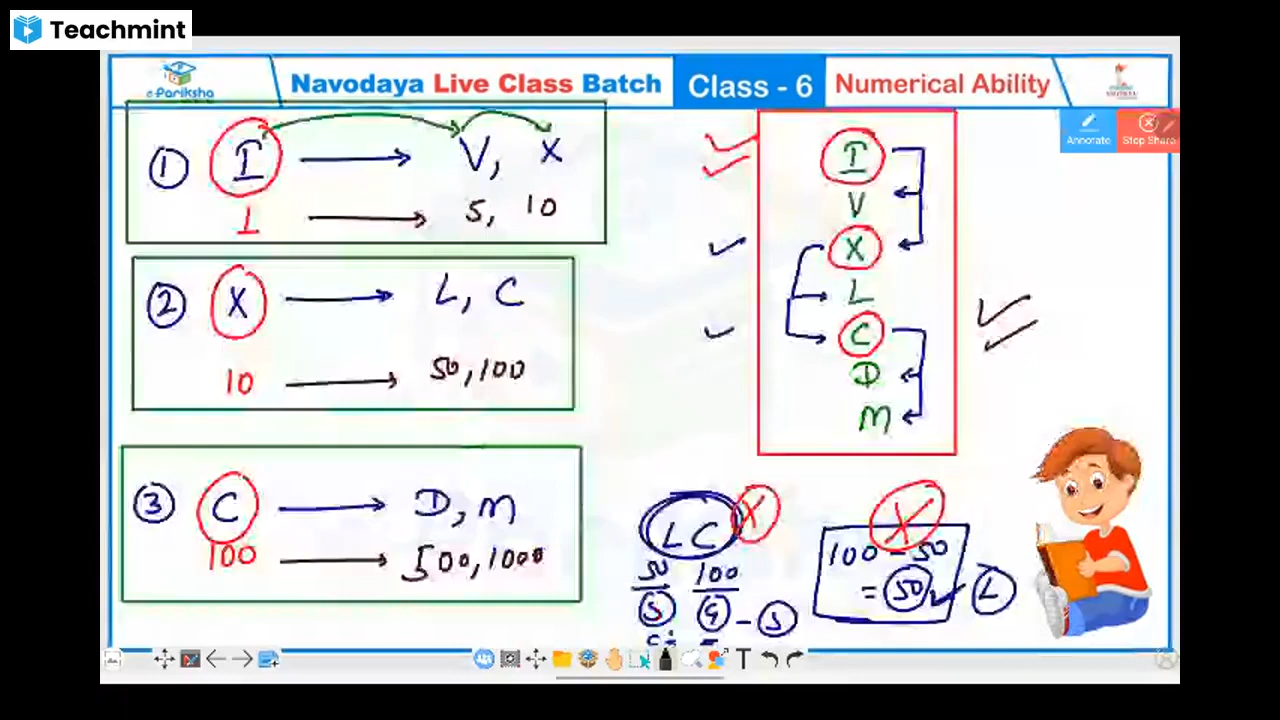 Teachmint
e-Pariksha
Navodaya Live Class Batch
Class - 6
Numerical Ability
Annotate
Stop Share
① I → V, X
1 → 5, 10
② X → L, C
10 → 50, 100
③ C → D, M
100 → 500, 1000
I
V
X
L
C
D
M
LC X
50 100
X
100 - 50
= 50 L
T